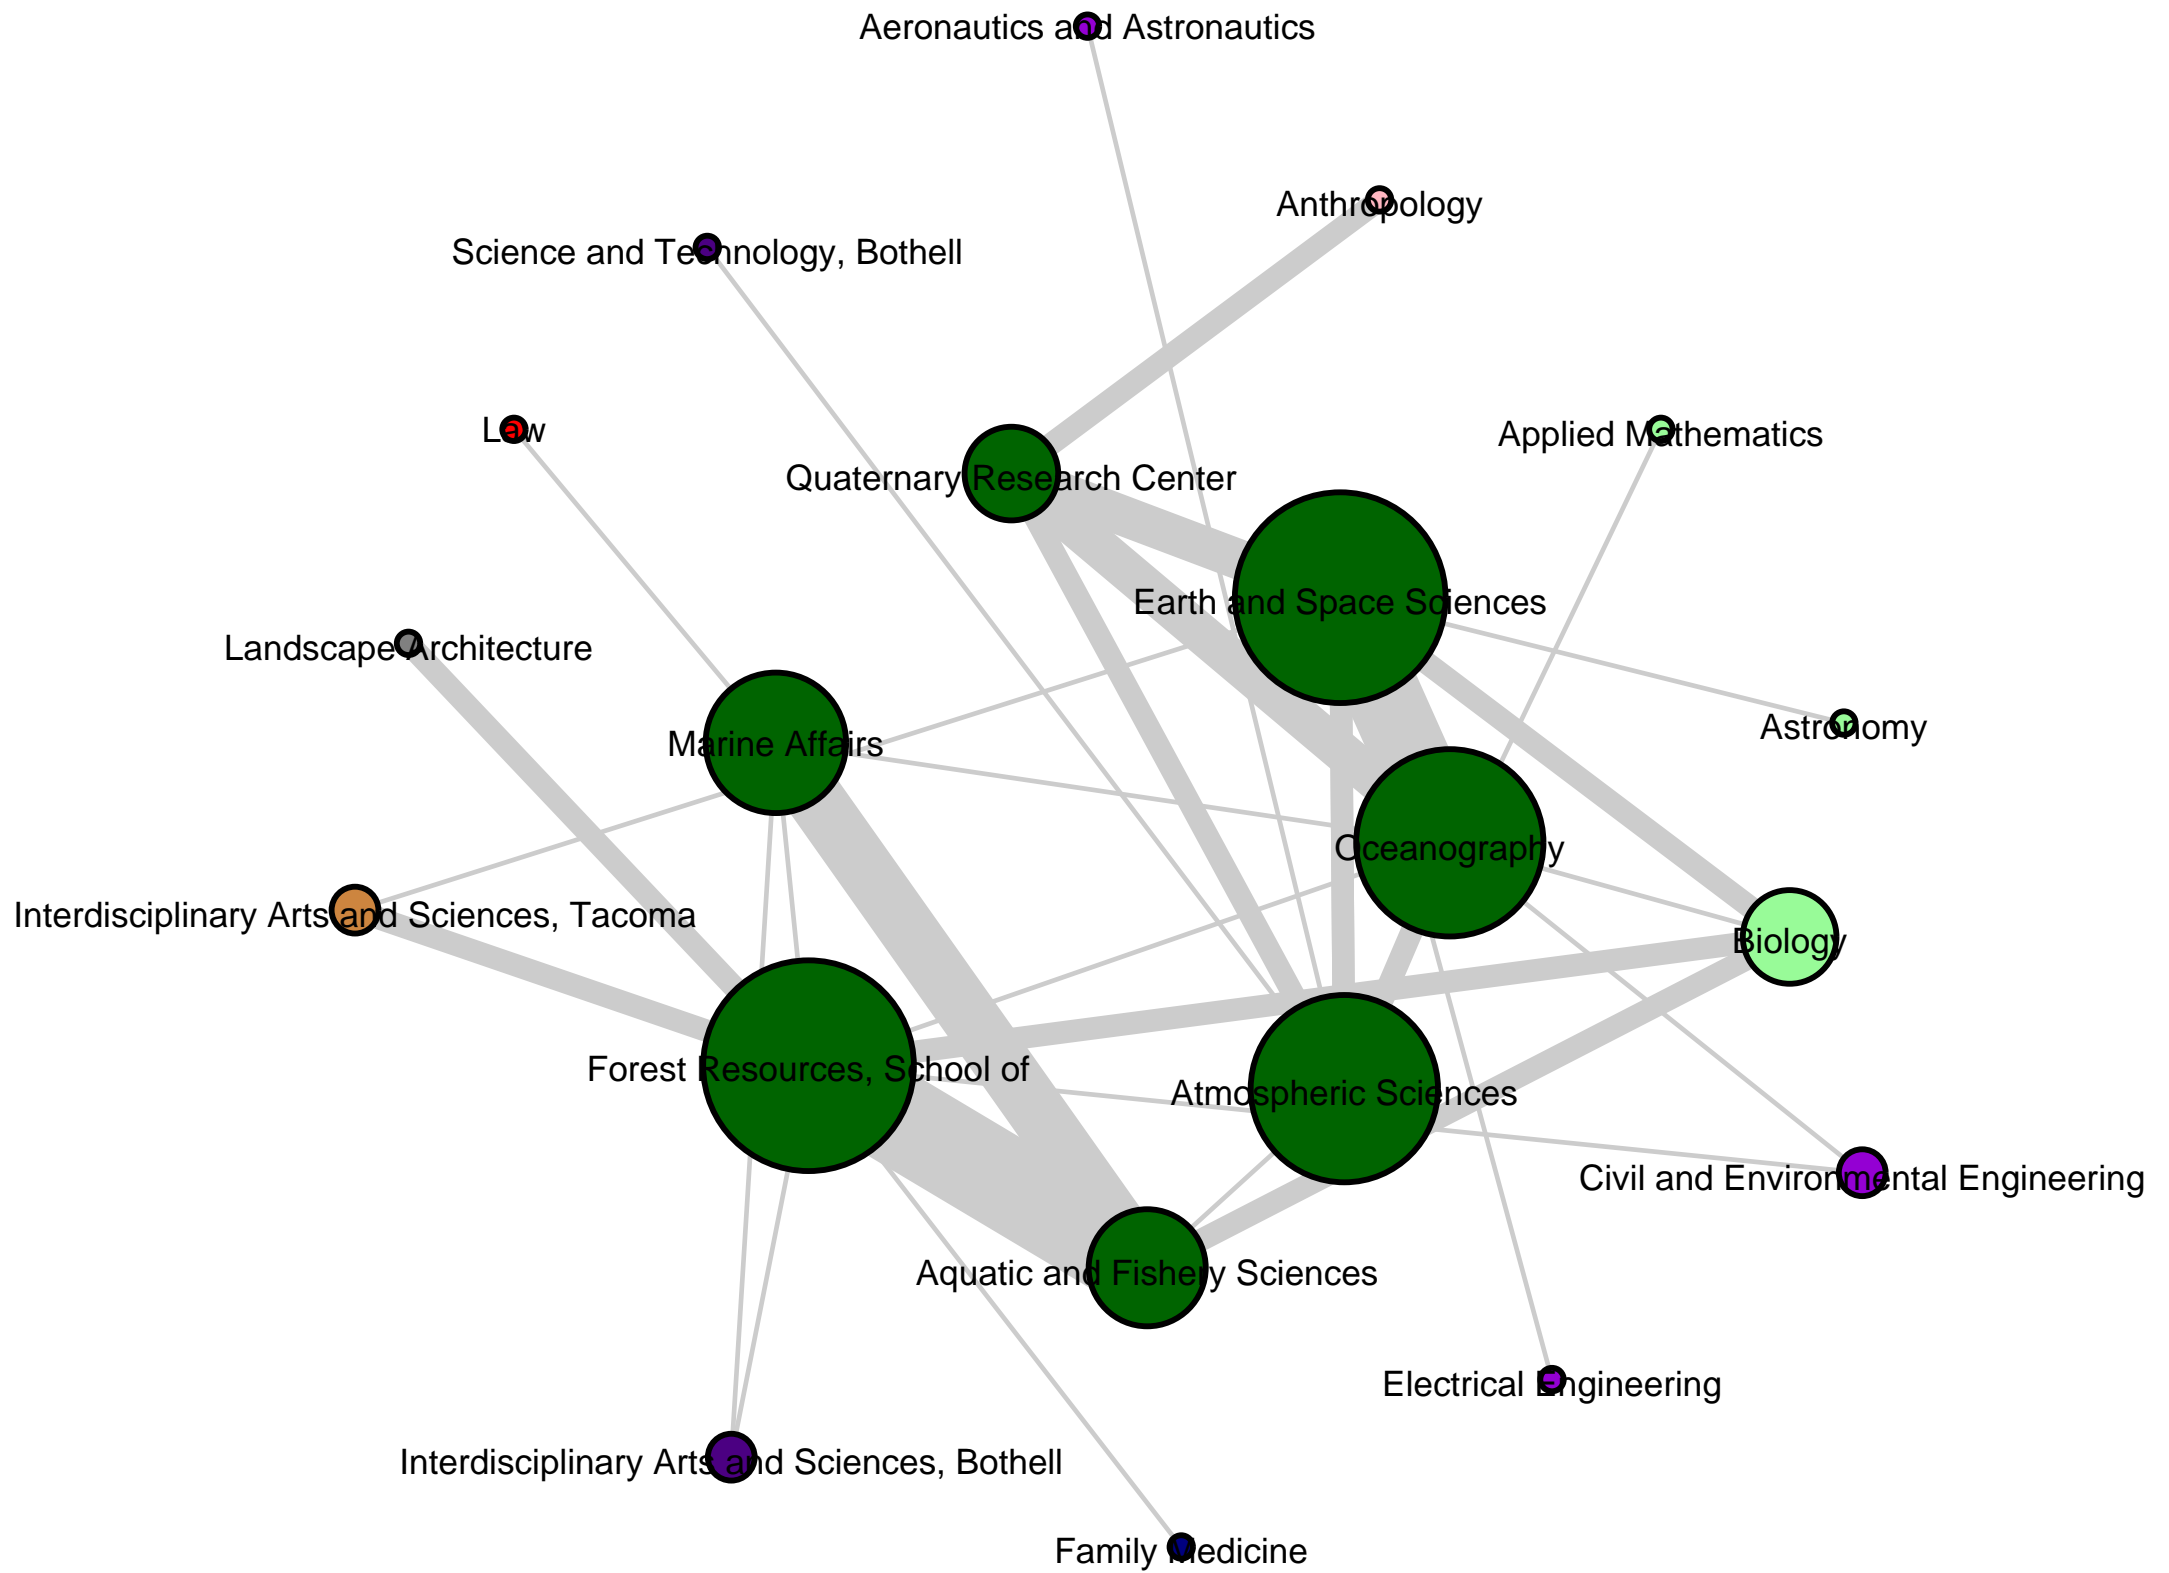 Aeronautics and Astronautics
Anthropology
Science and Technology, Bothell
Law
Applied Mathematics
Quaternary Research Center
Earth and Space Sciences
Landscape Architecture
Astronomy
Marine Affairs
Oceanography
Interdisciplinary Arts and Sciences, Tacoma
Biology
Forest Resources, School of
Atmospheric Sciences
Civil and Environmental Engineering
Aquatic and Fishery Sciences
Electrical Engineering
Interdisciplinary Arts and Sciences, Bothell
Family Medicine